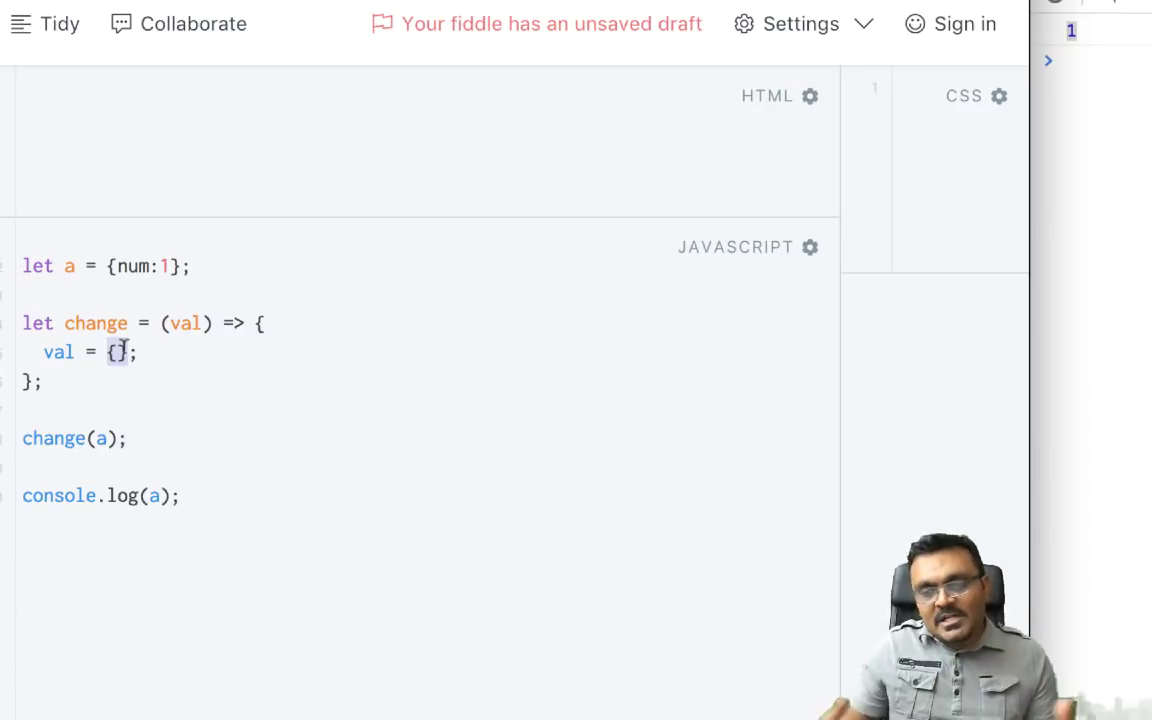 Tidy Collaborate Your fiddle has an unsaved draft Settings Sign in
1
>
HTML
1 CSS
JAVASCRIPT
let a = {num:1};
let change = (val) => {
val = {};
};
change(a);
console.log(a);